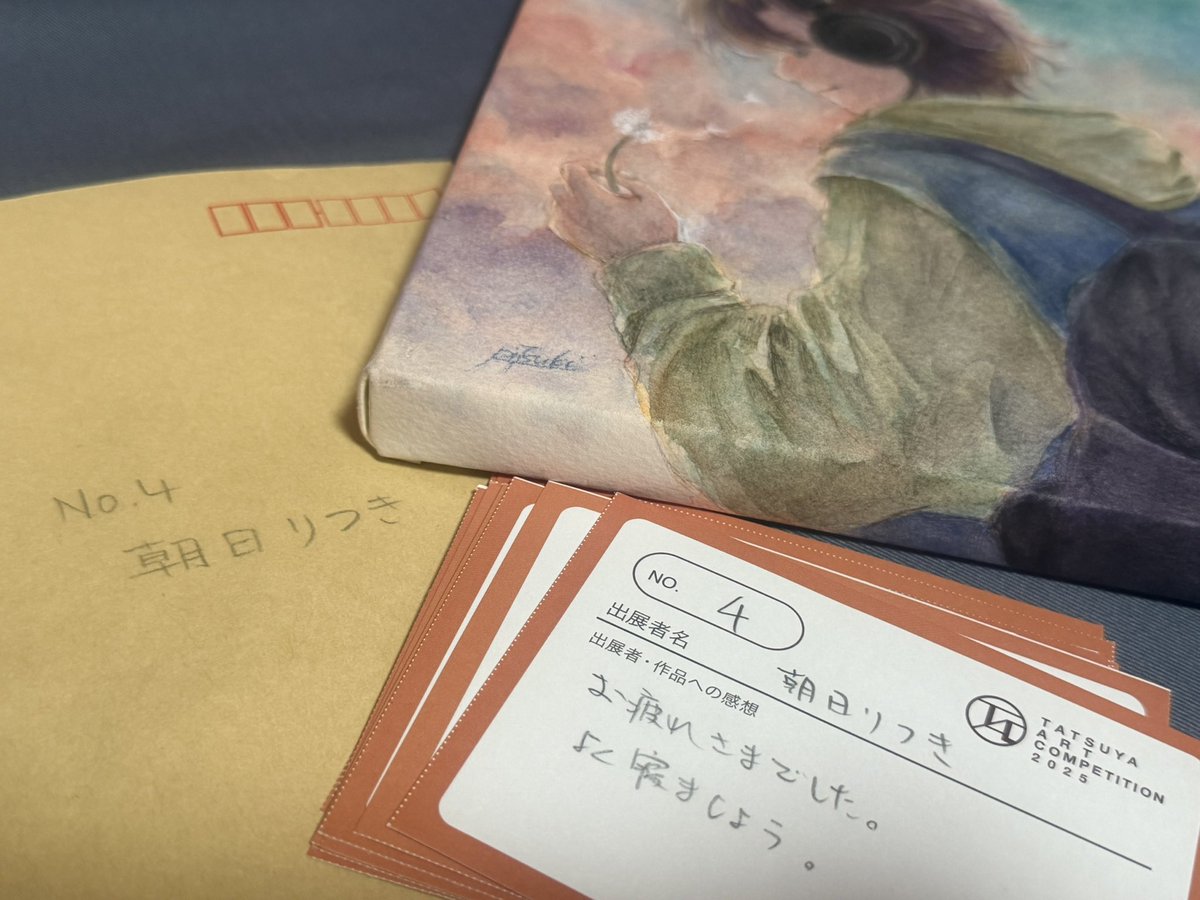 Ritsuki
No.4
朝日りつき
NO. 4
出展者名 朝日りつき
出展者・作品への感想
お疲れさまでした。
よく寝ましょう。
TATSUYA
ART
COMPETITION
2025